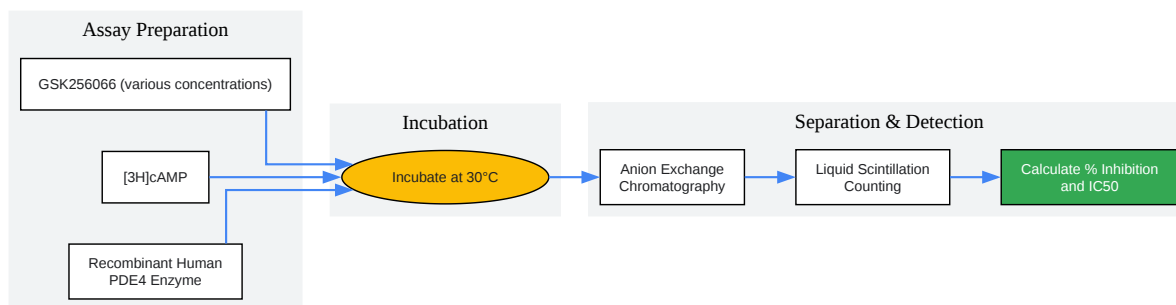 Assay Preparation
GSK256066 (various concentrations)
[3H]cAMP
Recombinant Human
PDE4 Enzyme
Incubation
Incubate at 30°C
Separation & Detection
Anion Exchange
Chromatography
Liquid Scintillation
Counting
Calculate % Inhibition
and IC50